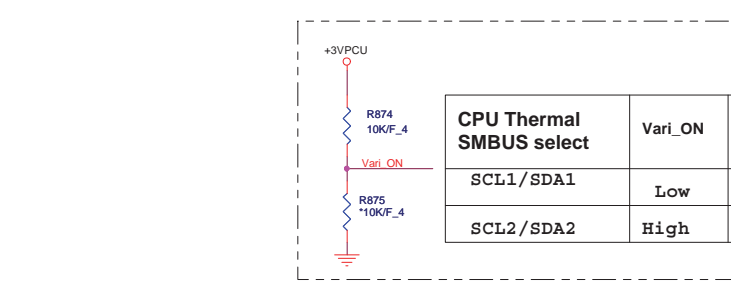 +3VPCU
R874
10K/F_4
Vari_ON
R875
*10K/F_4
CPU Thermal
SMBUS select
Vari_ON
SCL1/SDA1
Low
SCL2/SDA2
High